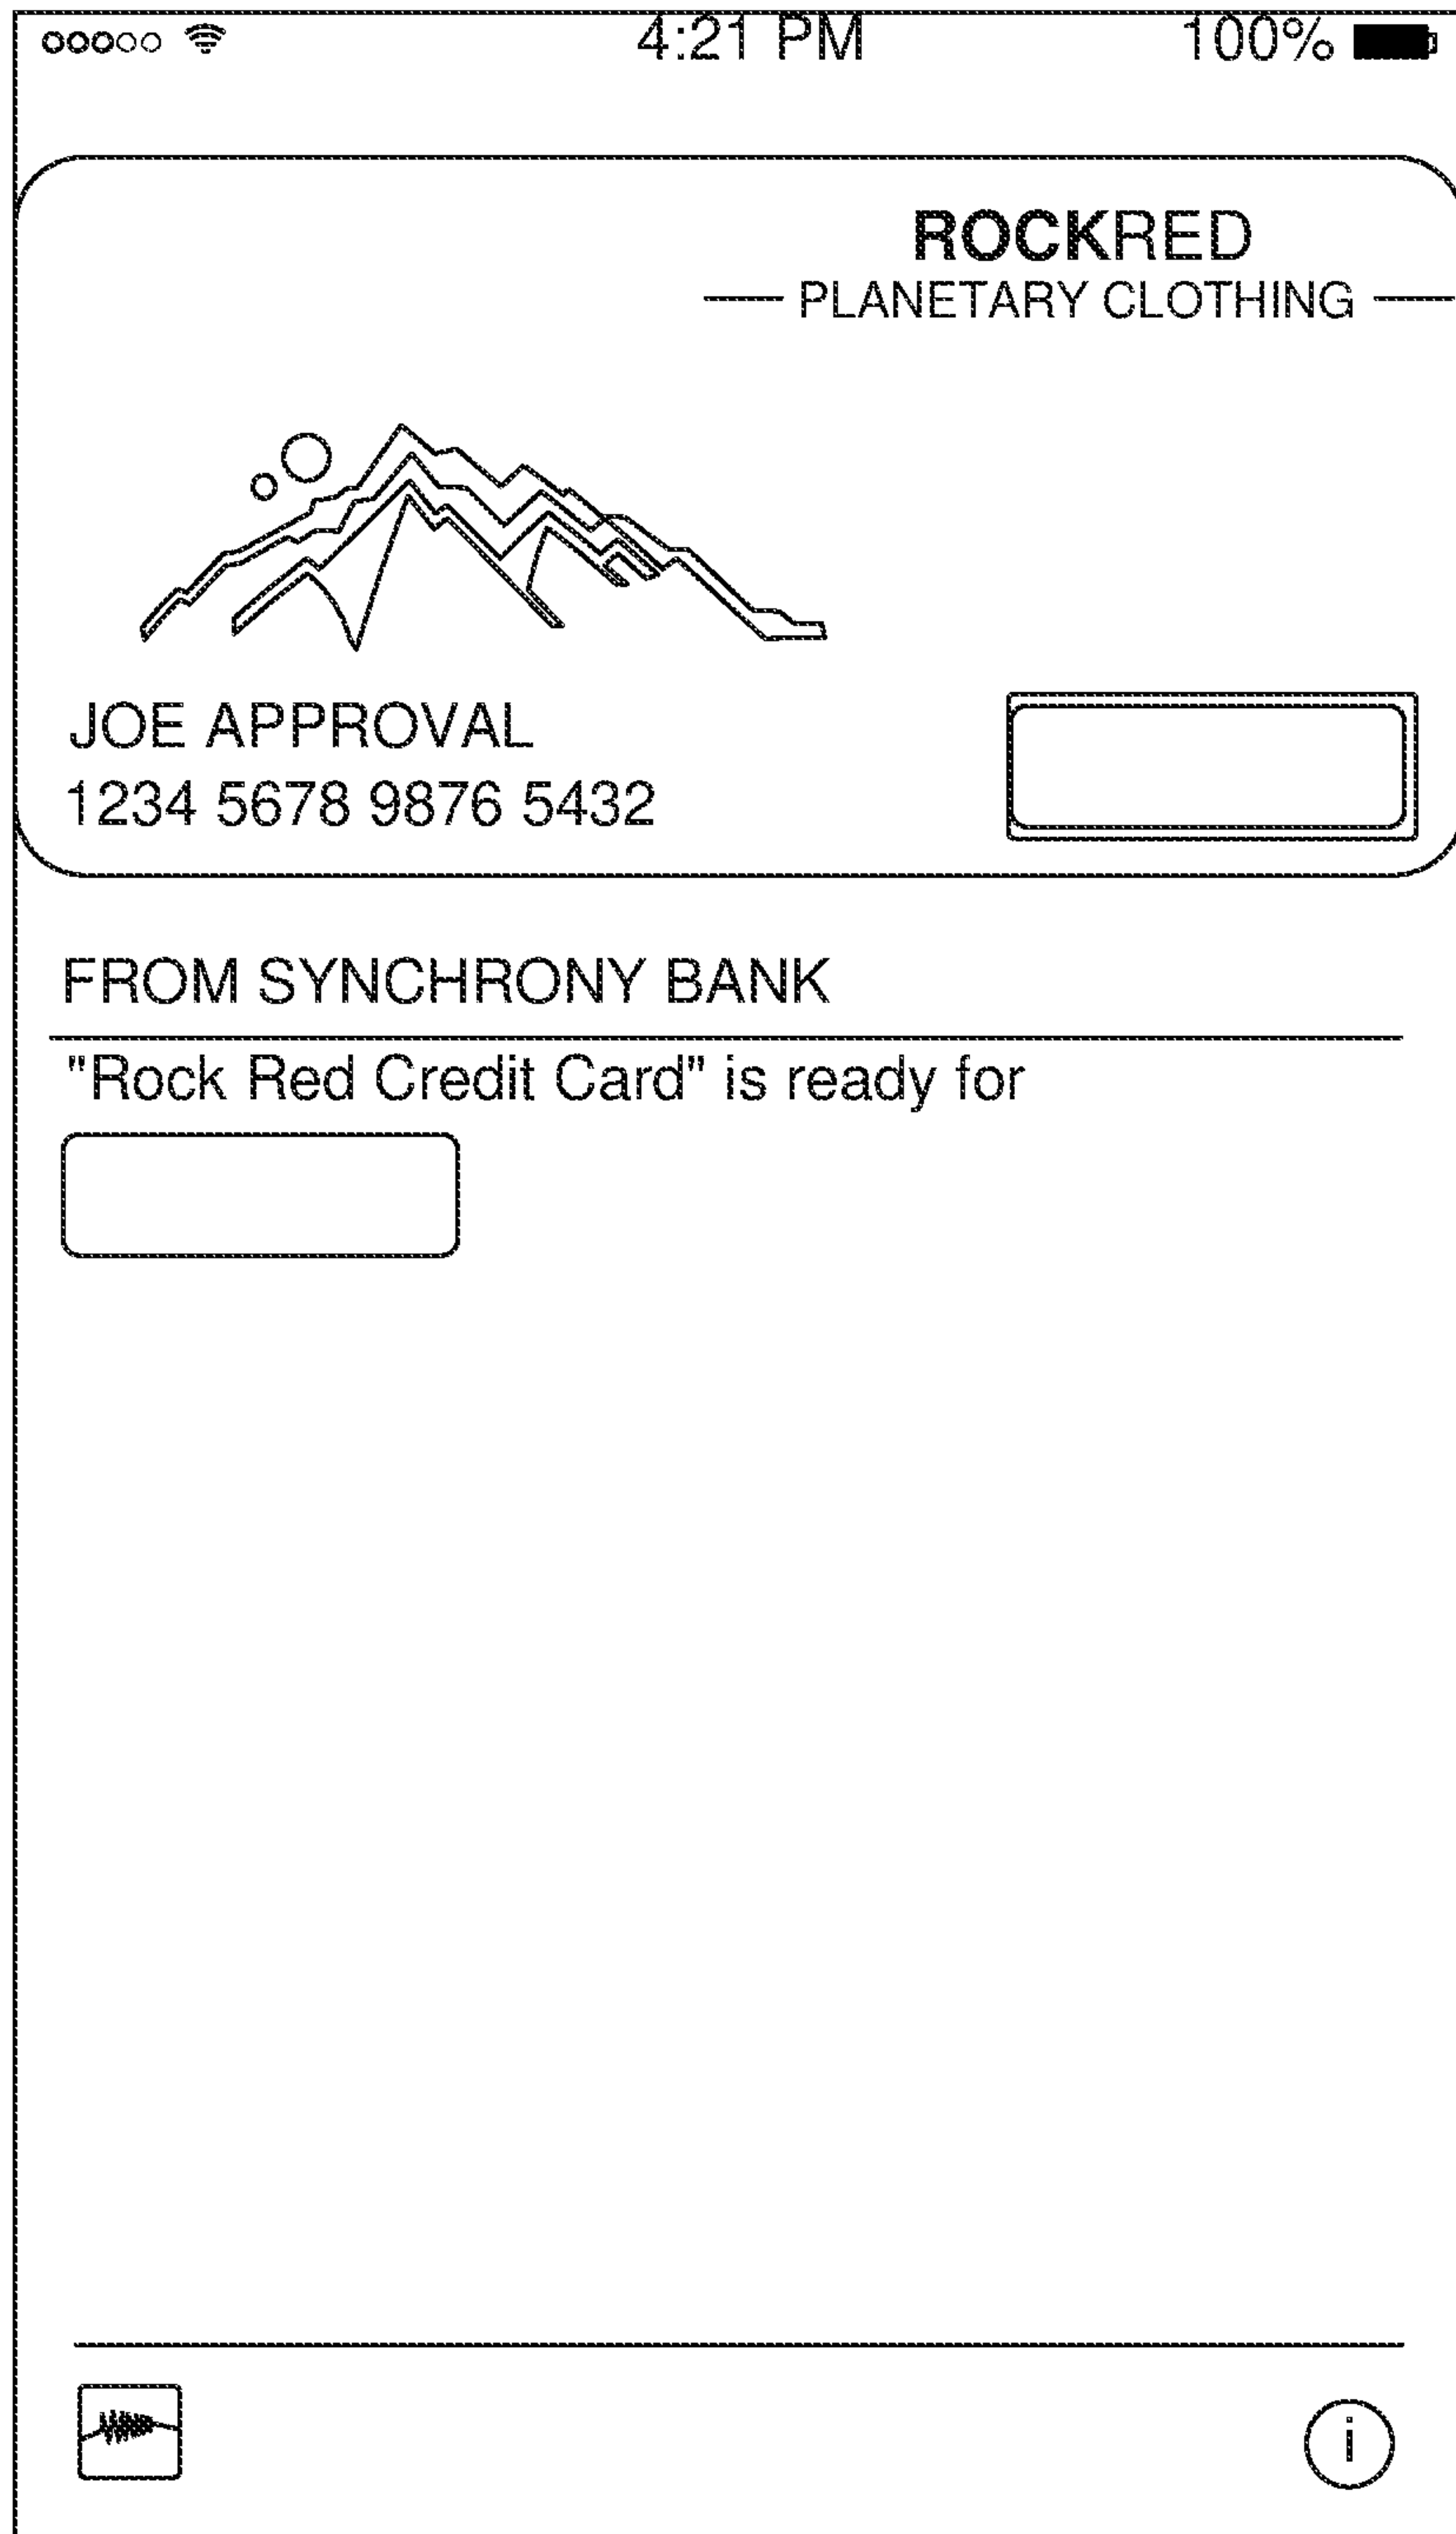 4:21 PM 100%
ROCKRED
PLANETARY CLOTHING
JOE APPROVAL
1234 5678 9876 5432
FROM SYNCHRONY BANK
"Rock Red Credit Card" is ready for
i